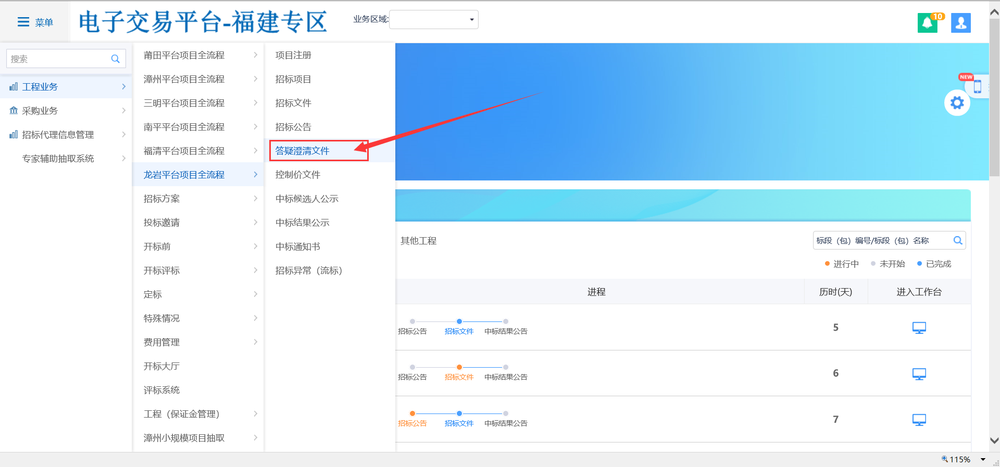 菜单
电子交易平台-福建专区
业务区域:
10
搜索
工程业务
采购业务
招标代理信息管理
专家辅助抽取系统
莆田平台项目全流程
漳州平台项目全流程
三明平台项目全流程
南平平台项目全流程
福清平台项目全流程
龙岩平台项目全流程
招标方案
投标邀请
开标前
开标评标
定标
特殊情况
费用管理
开标大厅
评标系统
工程（保证金管理）
漳州小规模项目抽取
项目注册
招标项目
招标文件
招标公告
答疑澄清文件
控制价文件
中标候选人公示
中标结果公示
中标通知书
招标异常（流标）
NEW
其他工程
标段（包）编号/标段（包）名称
进行中 未开始 已完成
进程 历时(天) 进入工作台
招标公告 招标文件 中标结果公告 5
招标公告 招标文件 中标结果公告 6
招标公告 招标文件 中标结果公告 7
115%